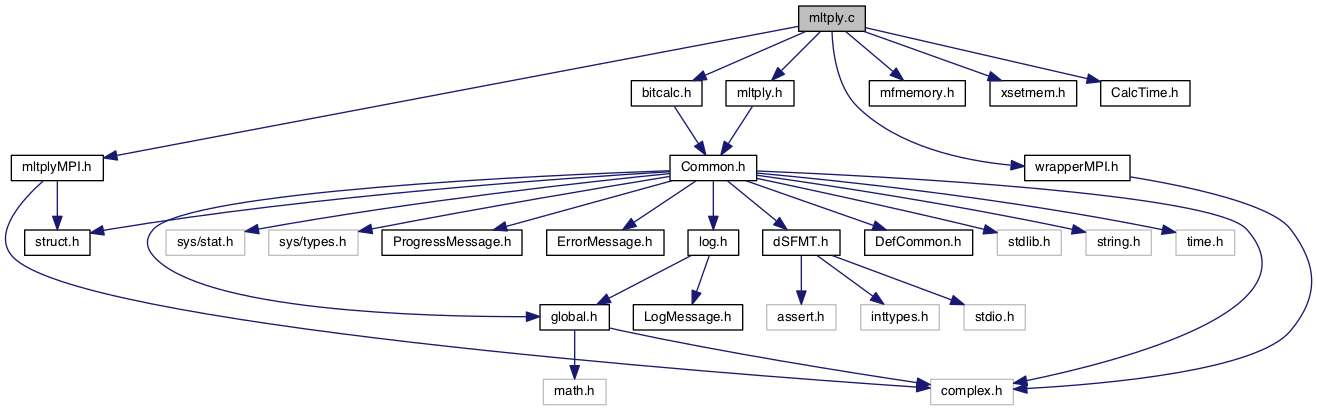 mltply.c
bitcalc.h
mltply.h
mfmemory.h
xsetmem.h
CalcTime.h
mltplyMPI.h
Common.h
wrapperMPI.h
struct.h
sys/stat.h
sys/types.h
ProgressMessage.h
ErrorMessage.h
log.h
dSFMT.h
DefCommon.h
stdlib.h
string.h
time.h
global.h
LogMessage.h
assert.h
inttypes.h
stdio.h
math.h
complex.h